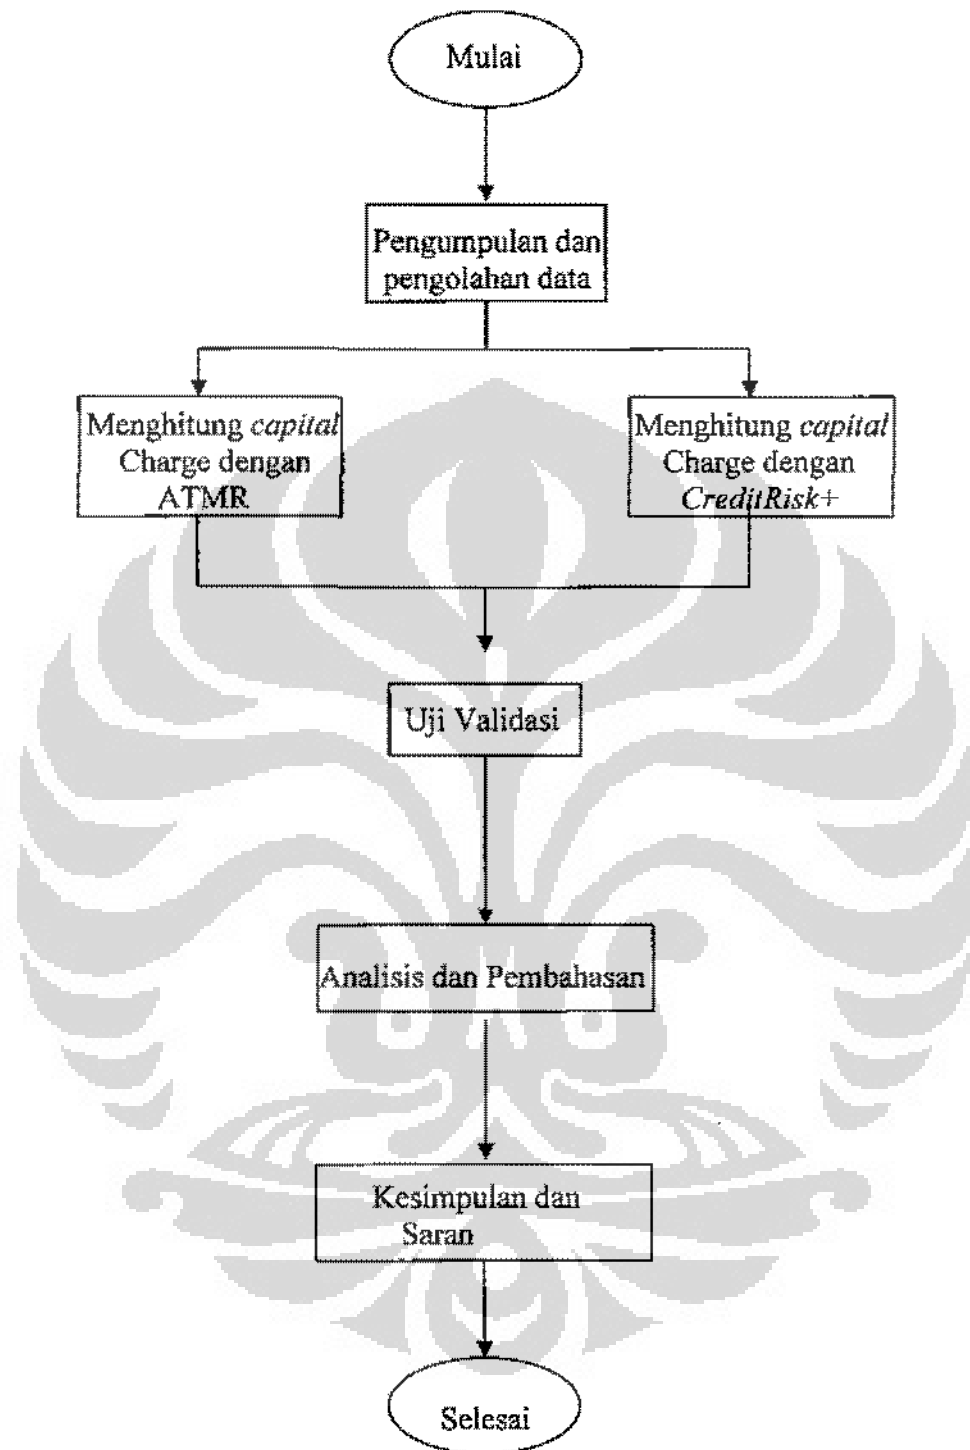 Mulai
Pengumpulan dan
pengolahan data
Menghitung capital
Charge dengan
ATMR
Menghitung capital
Charge dengan
CreditRisk+
Uji Validasi
Analisis dan Pembahasan
Kesimpulan dan
Saran
Selesai